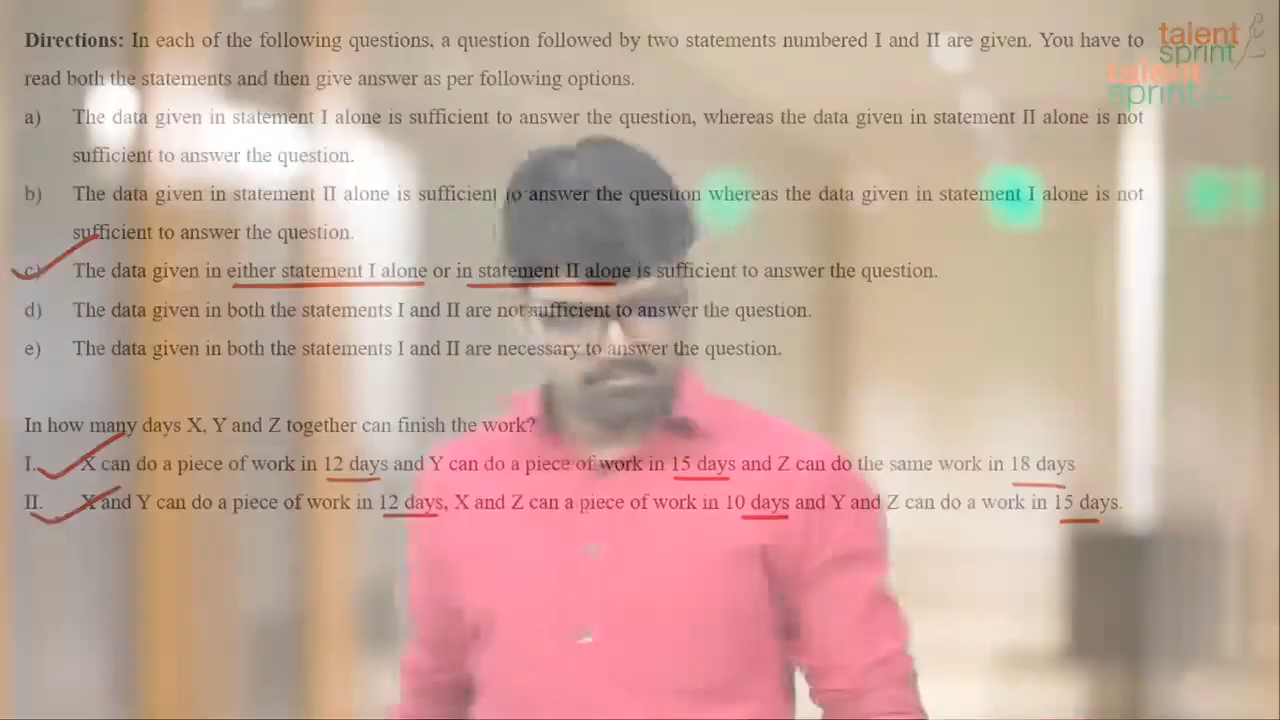 Directions: In each of the following questions, a question followed by two statements numbered I and II are given. You have to
read both the statements and then give answer as per following options.
a) The data given in statement I alone is sufficient to answer the question, whereas the data given in statement II alone is not
sufficient to answer the question.
b) The data given in statement II alone is sufficient to answer the question whereas the data given in statement I alone is not
sufficient to answer the question.
c) The data given in either statement I alone or in statement II alone is sufficient to answer the question.
d) The data given in both the statements I and II are not sufficient to answer the question.
e) The data given in both the statements I and II are necessary to answer the question.
In how many days X, Y and Z together can finish the work?
I. X can do a piece of work in 12 days and Y can do a piece of work in 15 days and Z can do the same work in 18 days
II. X and Y can do a piece of work in 12 days, X and Z can a piece of work in 10 days and Y and Z can do a work in 15 days.
talent
sprint
talent
sprint